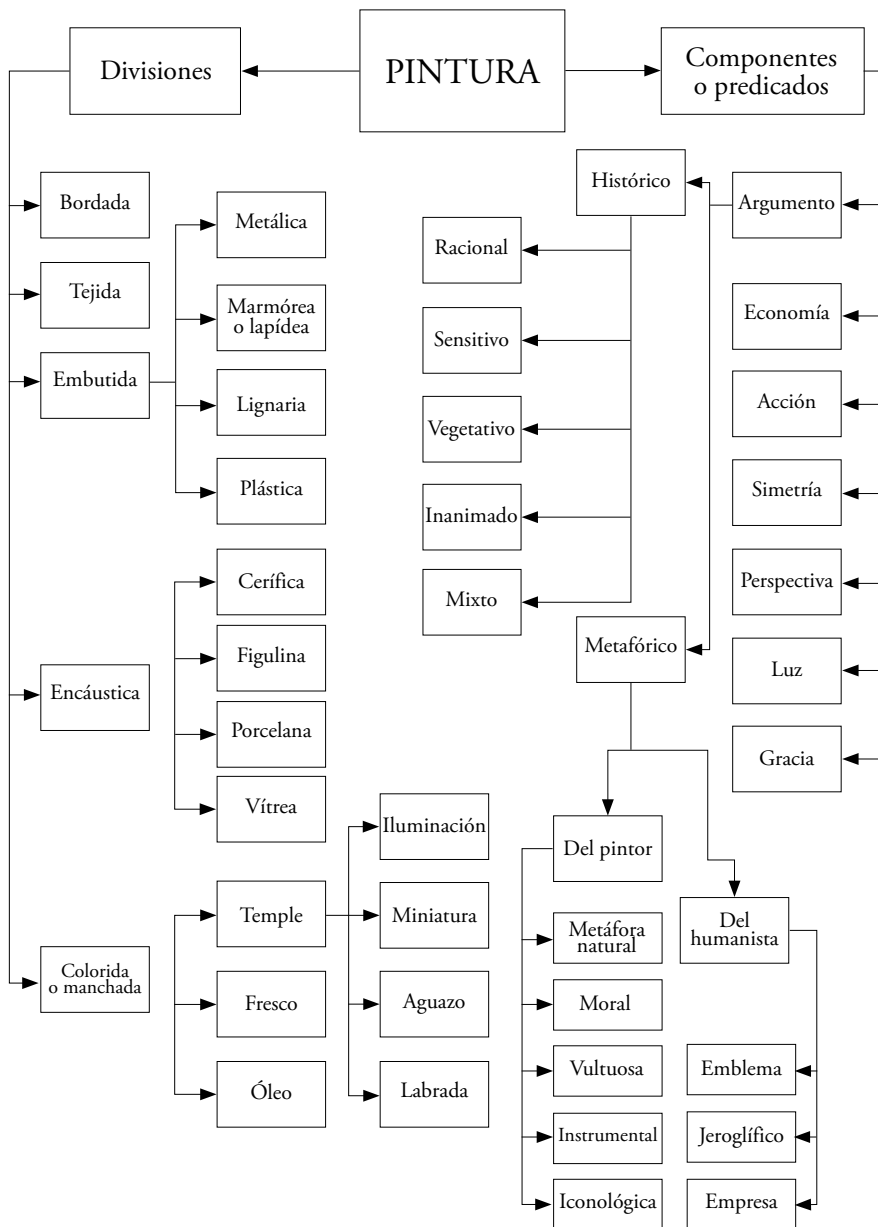 PINTURA
Divisiones
Bordada
Tejida
Embutida
Metálica
Marmórea
o lapídea
Lignaria
Plástica
Encáustica
Cerífica
Figulina
Porcelana
Vítrea
Colorida
o manchada
Temple
Fresco
Óleo
Iluminación
Miniatura
Aguazo
Labrada
Componentes
o predicados
Argumento
Economía
Acción
Simetría
Perspectiva
Luz
Gracia
Histórico
Racional
Sensitivo
Vegetativo
Inanimado
Mixto
Metafórico
Del pintor
Metáfora
natural
Moral
Vultuosa
Instrumental
Iconológica
Del
humanista
Emblema
Jeroglífico
Empresa